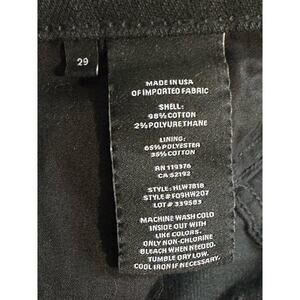 29
MADE IN USA
OF IMPORTED FABRIC
SHELL:
98% COTTON
2% POLYURETHANE
LINING:
65% POLYESTER
35% COTTON
RN 119376
CA 52192
STYLE: HLW7818
STYLE # FO9HW207
LOT # 339583
MACHINE WASH COLD
INSIDE OUT WITH
LIKE COLORS.
ONLY NON-CHLORINE
BLEACH WHEN NEEDED.
TUMBLE DRY LOW.
COOL IRON IF NECESSARY.